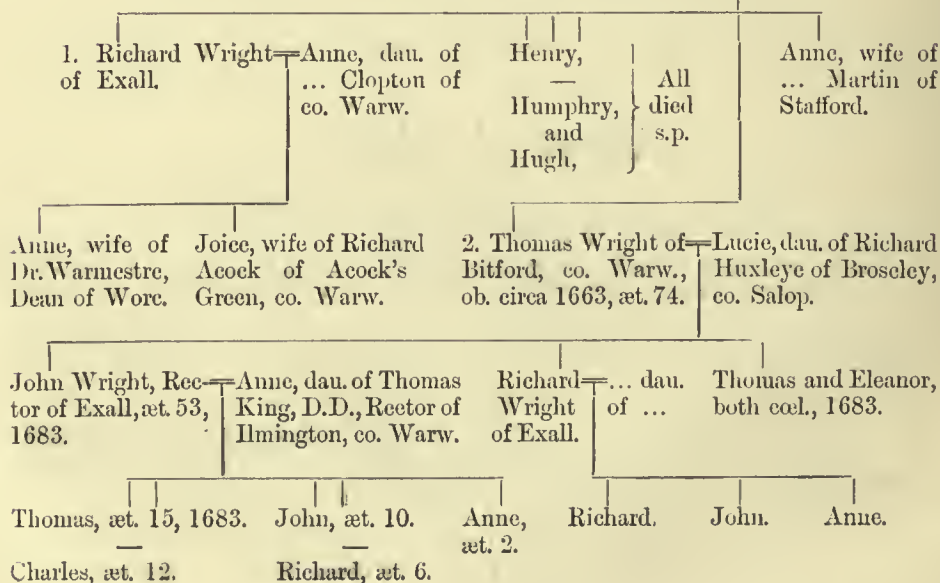 1. Richard Wright
of Exall.
Anne, dau. of
... Clopton of
co. Warw.
Henry,
—
Humphry,
and
Hugh,
All
died
s.p.
Anne, wife of
... Martin of
Stafford.
Anne, wife of
Dr. Warmestre,
Dean of Worc.
Joice, wife of Richard
Acock of Acock's
Green, co. Warw.
2. Thomas Wright of
Bitford, co. Warw.,
ob. circa 1663, æt. 74.
Lucie, dau. of Richard
Huxleye of Broseley,
co. Salop.
John Wright, Rec-
tor of Exall, æt. 53,
1683.
Anne, dau. of Thomas
King, D.D., Rector of
Ilmington, co. Warw.
Richard
Wright
of Exall.
... dau.
of ...
Thomas and Eleanor,
both cœl., 1683.
Thomas, æt. 15, 1683.
—
Charles, æt. 12.
John, æt. 10.
—
Richard, æt. 6.
Anne,
æt. 2.
Richard.
John.
Anne.